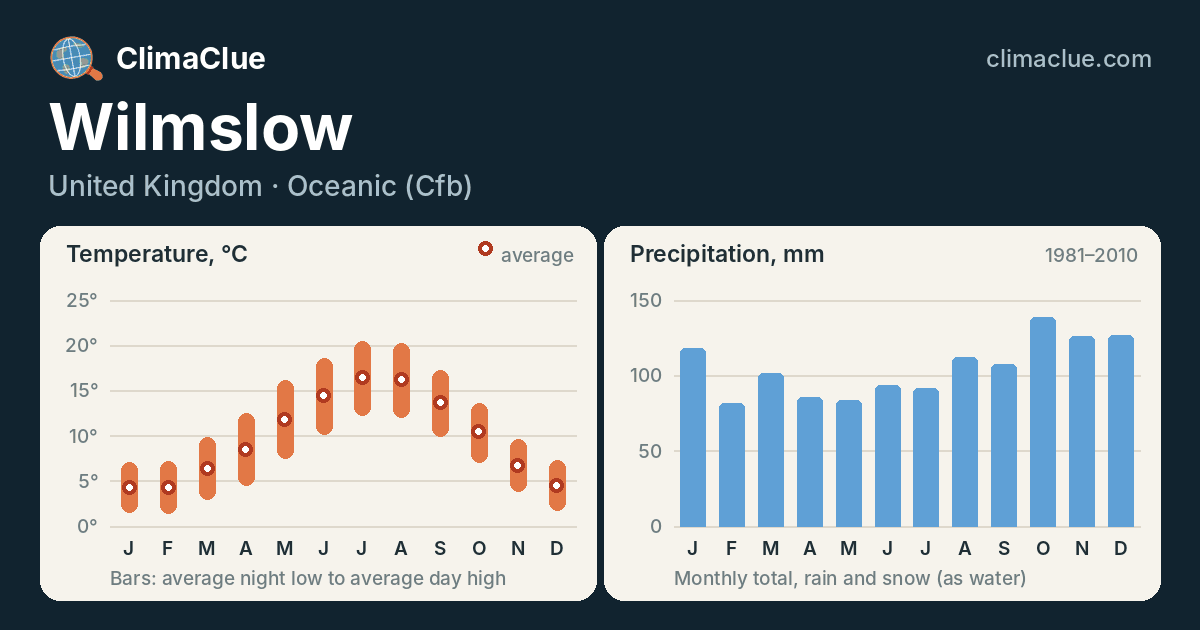 ClimaClue
climaclue.com
Wilmslow
United Kingdom · Oceanic (Cfb)
Temperature, °C
average
25°
20°
15°
10°
5°
0°
J F M A M J J A S O N D
Bars: average night low to average day high
Precipitation, mm
1981–2010
150
100
50
0
J F M A M J J A S O N D
Monthly total, rain and snow (as water)